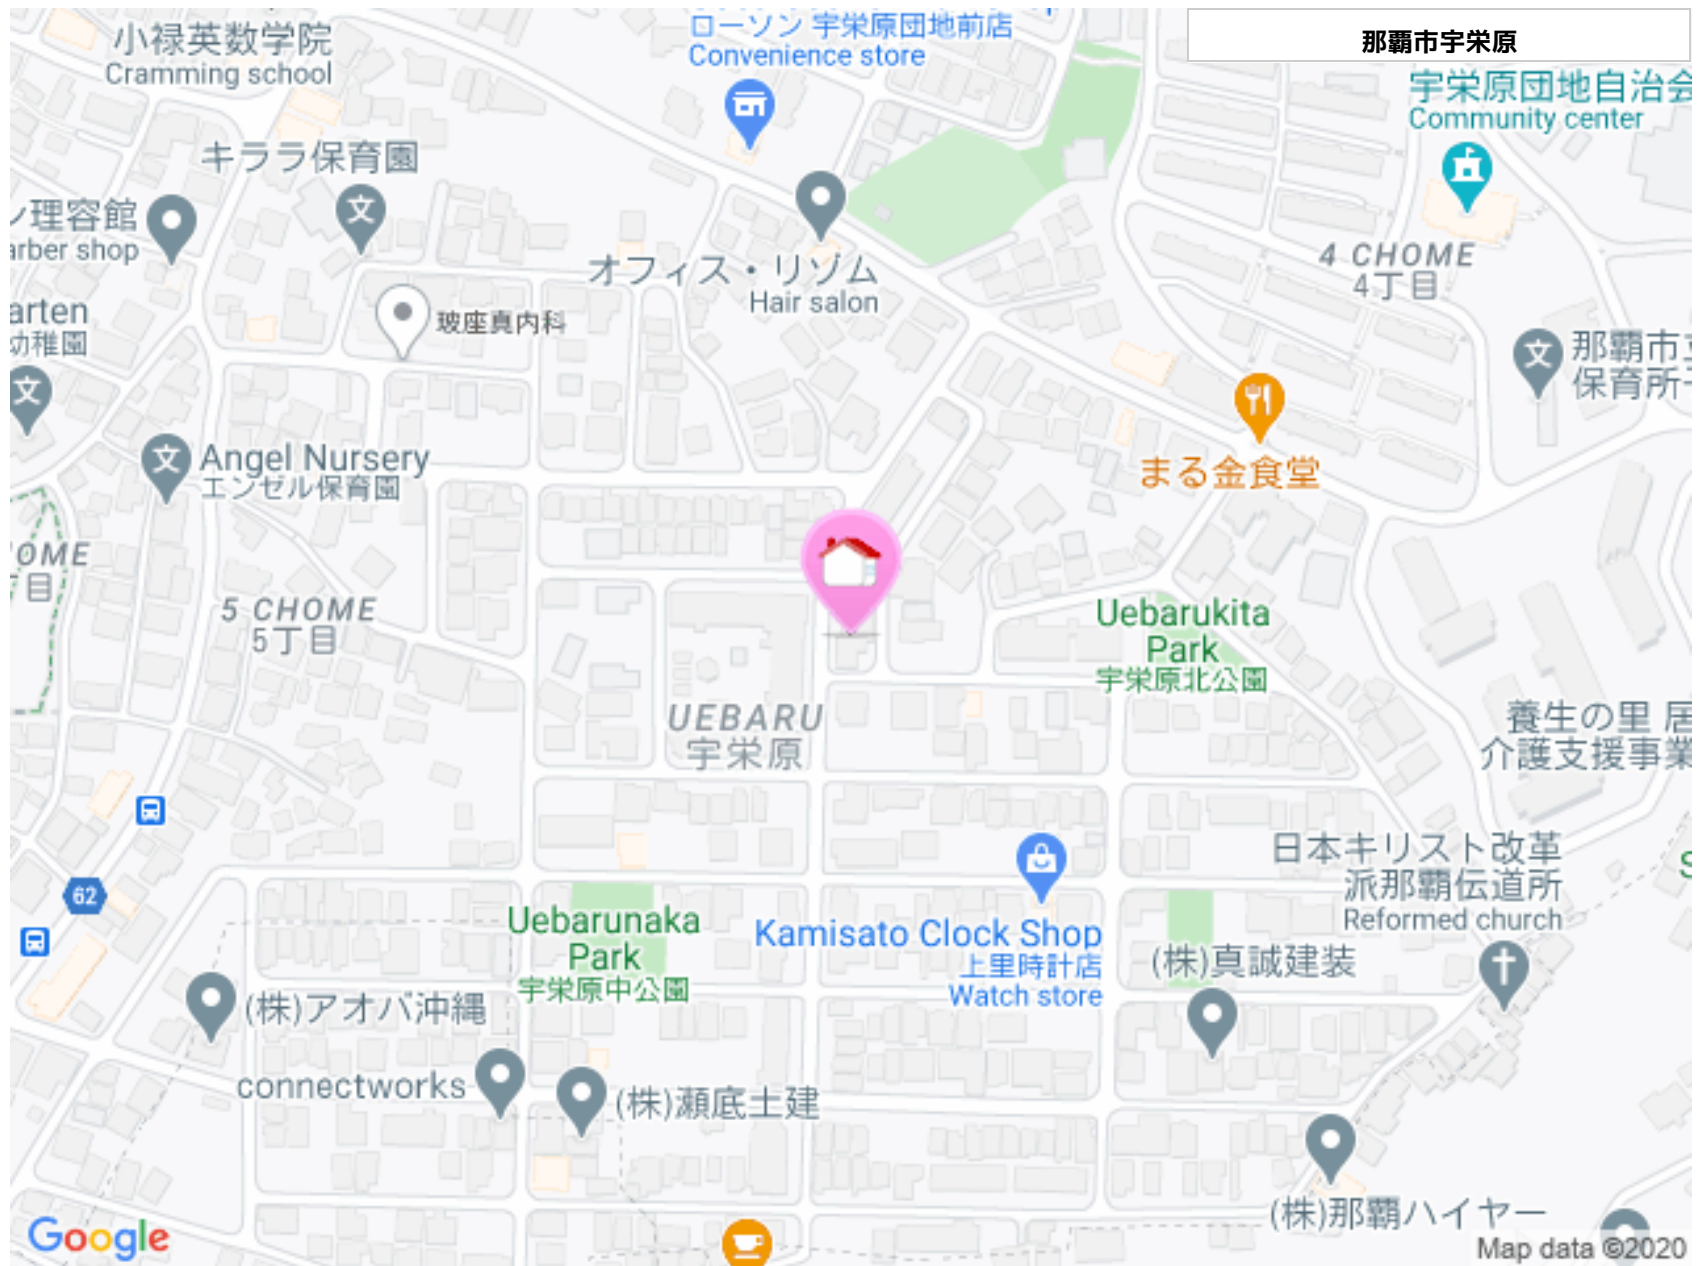 ローソン 宇栄原団地前店
Convenience store
那覇市宇栄原
小禄英数学院
Cramming school
宇栄原団地自治会
Community center
キララ保育園
ン理容館
arber shop
オフィス・リゾム
Hair salon
4 CHOME
4丁目
arten
幼稚園
玻座真内科
那覇市立
保育所
まる金食堂
Angel Nursery
エンゼル保育園
OME
目
5 CHOME
5丁目
Uebarukita
Park
宇栄原北公園
UEBARU
宇栄原
養生の里 居
介護支援事業
日本キリスト改革
派那覇伝道所
Reformed church
62
Uebarunaka
Park
宇栄原中公園
Kamisato Clock Shop
上里時計店
Watch store
(株)真誠建装
(株)アオバ沖縄
connectworks
(株)瀬底土建
(株)那覇ハイヤー
Google
Map data ©2020